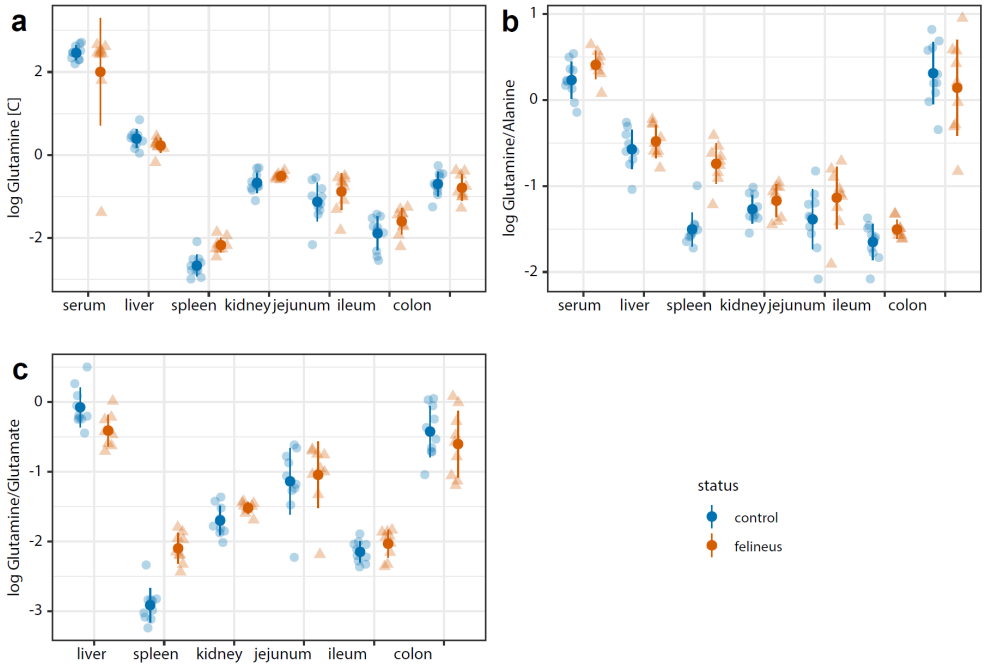 a
log Glutamine [C]
2
0
-2
serum liver spleen kidney jejunum ileum colon
b
log Glutamine/Alanine
1
0
-1
-2
serum liver spleen kidney jejunum ileum colon
c
log Glutamine/Glutamate
0
-1
-2
-3
liver spleen kidney jejunum ileum colon
status
control
felineus